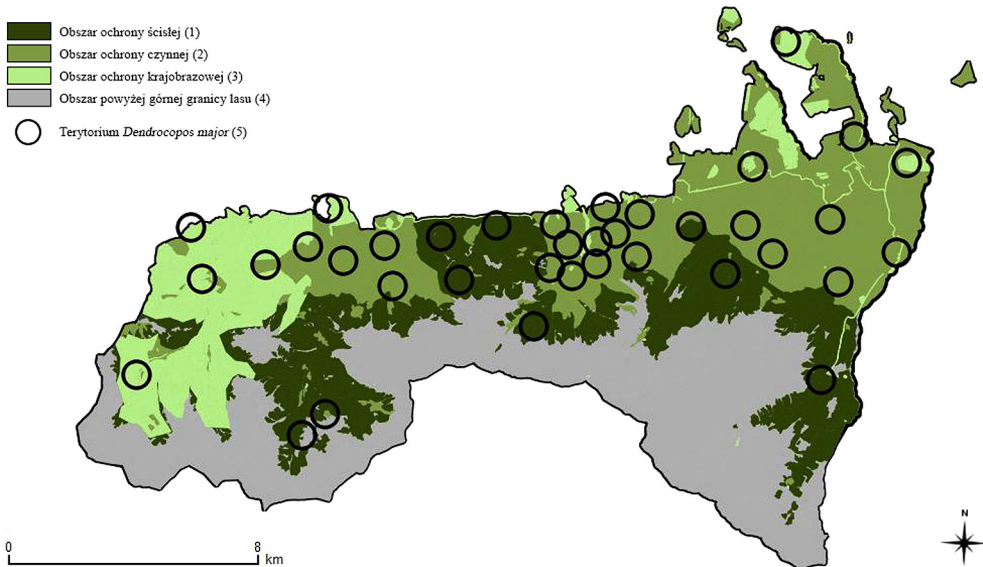 Obszar ochrony ścisłej (1)
Obszar ochrony czynnej (2)
Obszar ochrony krajobrazowej (3)
Obszar powyżej górnej granicy lasu (4)
Terytorium Dendrocopos major (5)
N
0 8
km